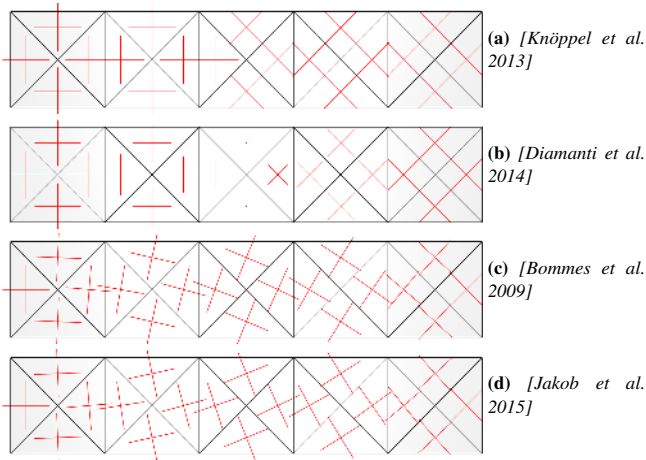 (a) [Knöppel et al.
2013]
(b) [Diamanti et al.
2014]
(c) [Bommes et al.
2009]
(d) [Jakob et al.
2015]